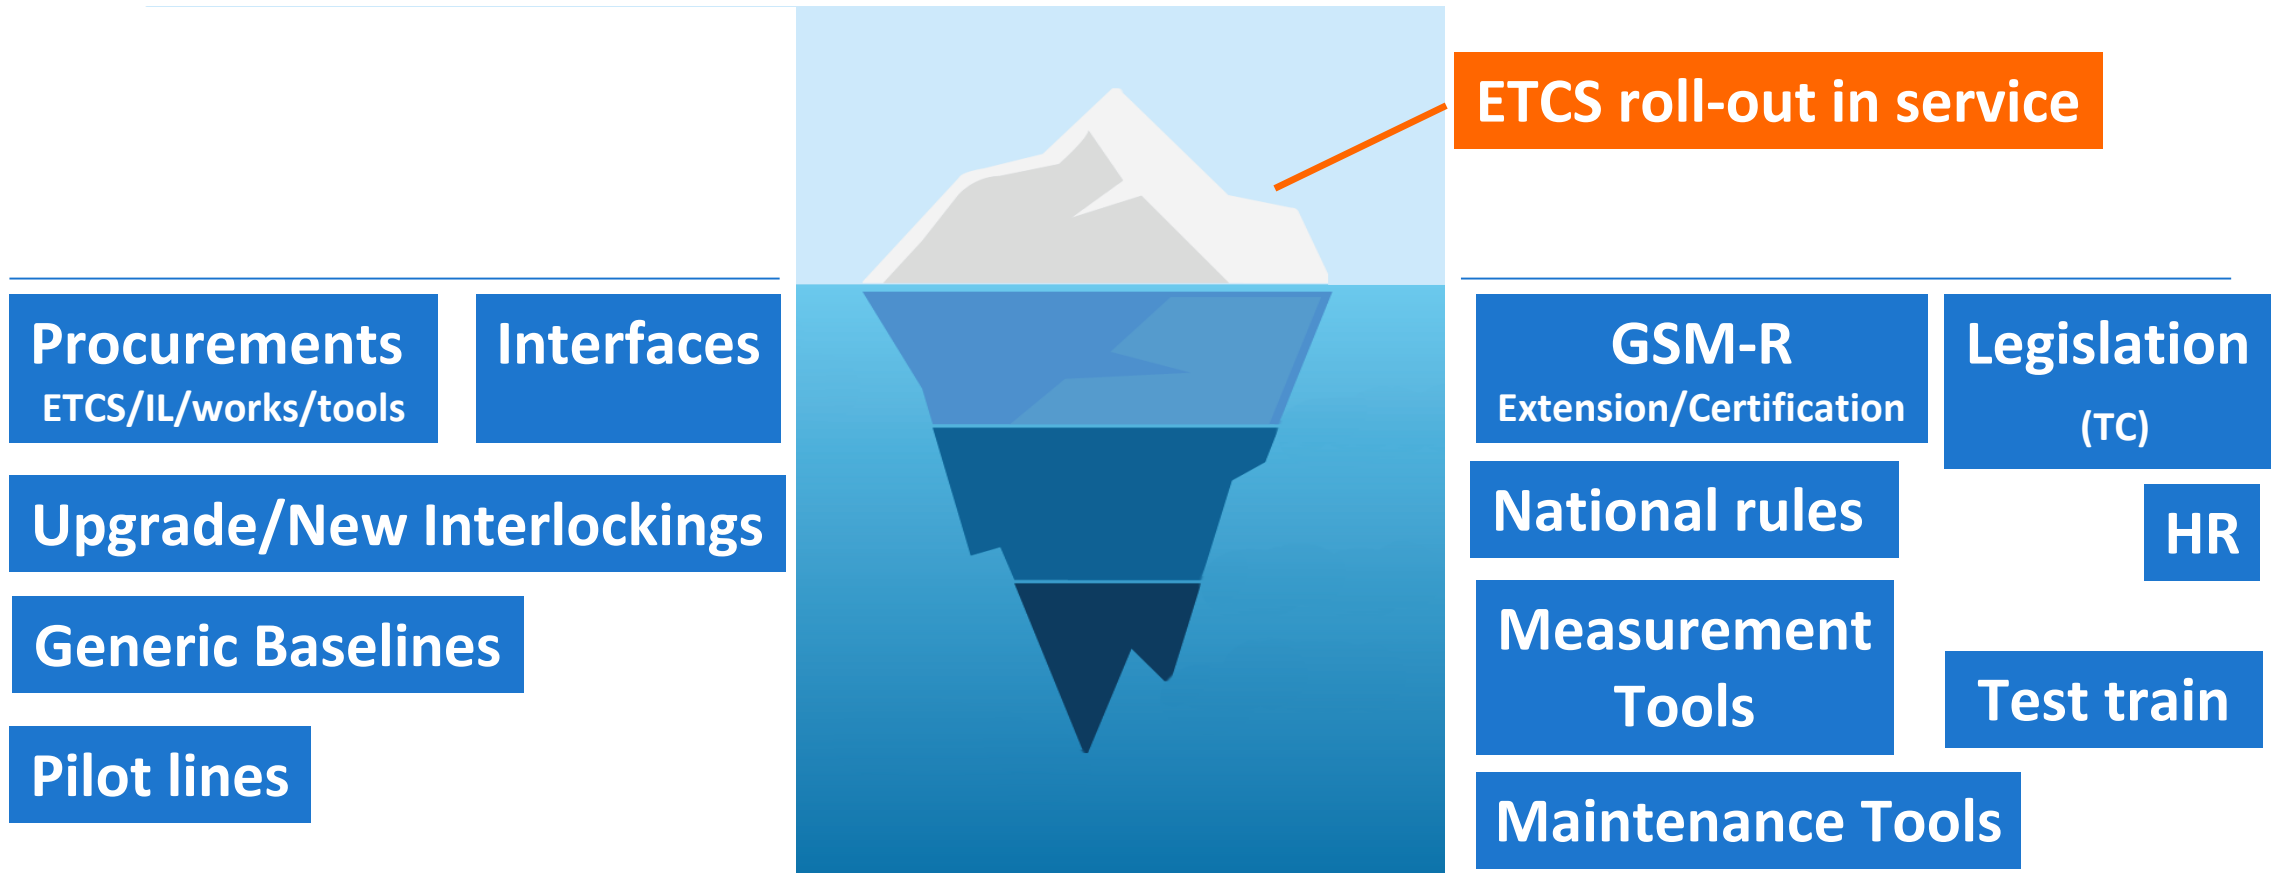 ETCS roll-out in service
Procurements
ETCS/IL/works/tools
Interfaces
Upgrade/New Interlockings
Generic Baselines
Pilot lines
GSM-R
Extension/Certification
Legislation
(TC)
National rules
HR
Measurement
Tools
Test train
Maintenance Tools